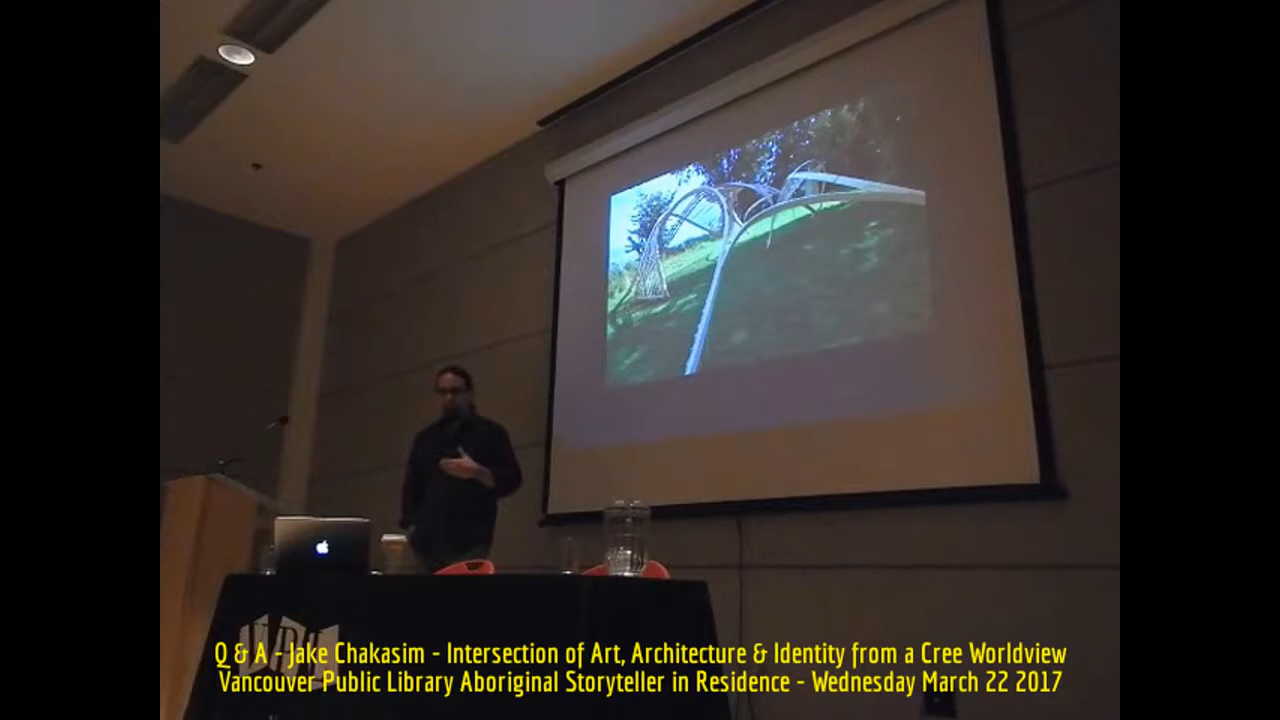 Q & A - Jake Chakasim - Intersection of Art, Architecture & Identity from a Cree Worldview
Vancouver Public Library Aboriginal Storyteller in Residence - Wednesday March 22 2017